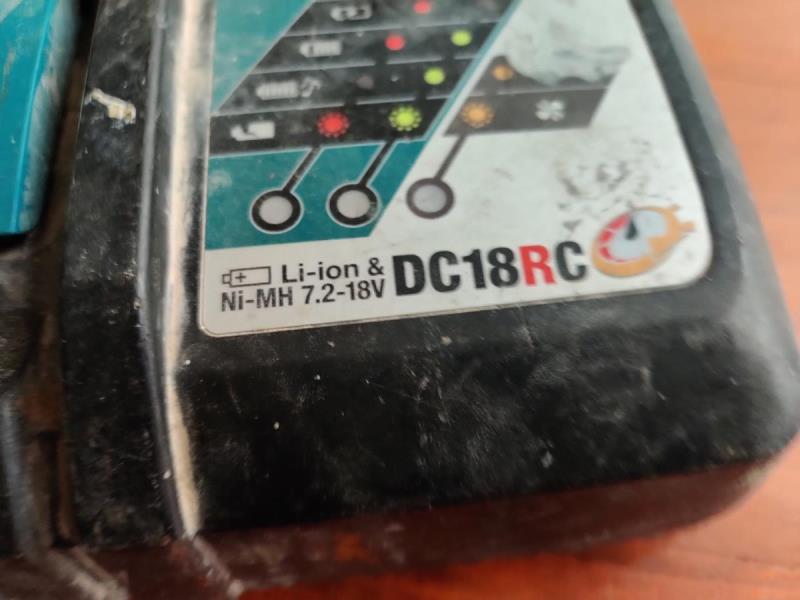 Li-ion &
Ni-MH 7.2-18V DC18RC